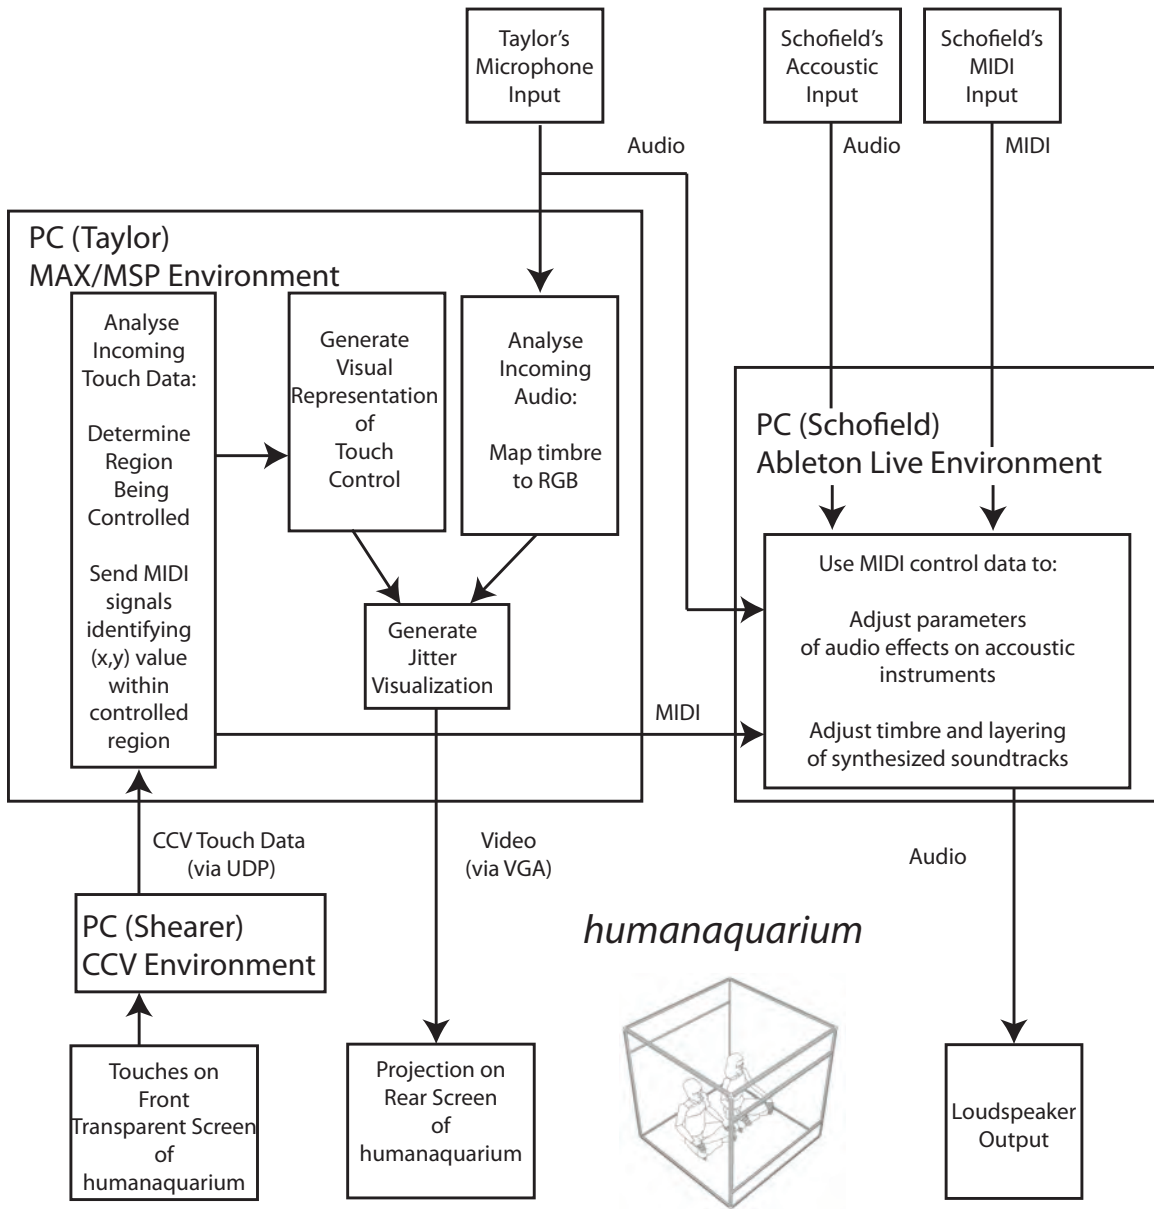 Taylor's
Microphone
Input
Schofield's
Accoustic
Input
Schofield's
MIDI
Input
Audio
Audio
MIDI
PC (Taylor)
MAX/MSP Environment
Analyse
Incoming
Touch Data:
Determine
Region
Being
Controlled
Send MIDI
signals
identifying
(x,y) value
within
controlled
region
Generate
Visual
Representation
of
Touch
Control
Analyse
Incoming
Audio:
Map timbre
to RGB
Generate
Jitter
Visualization
MIDI
PC (Schofield)
Ableton Live Environment
Use MIDI control data to:
Adjust parameters
of audio effects on accoustic
instruments
Adjust timbre and layering
of synthesized soundtracks
CCV Touch Data
(via UDP)
Video
(via VGA)
Audio
PC (Shearer)
CCV Environment
humanaquarium
Touches on
Front
Transparent Screen
of
humanaquarium
Projection on
Rear Screen
of
humanaquarium
Loudspeaker
Output